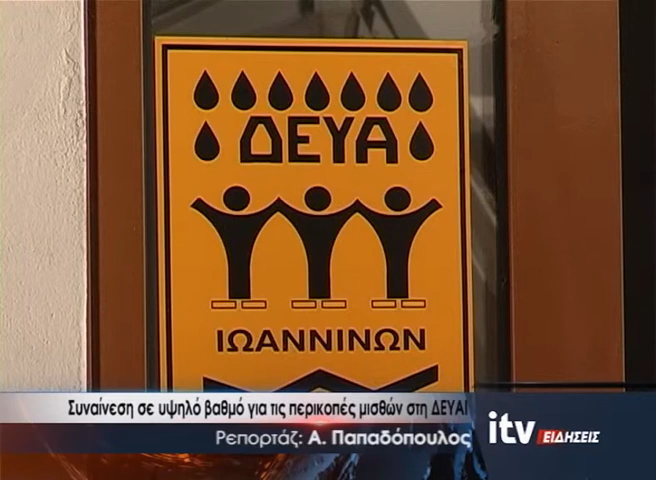 ΔΕΥΑ
ΙΩΑΝΝΙΝΩΝ
Συναίνεση σε υψηλό βαθμό για τις περικοπές μισθών στη ΔΕΥΑΙ
Ρεπορτάζ: Α. Παπαδόπουλος
itv ΕΙΔΗΣΕΙΣ